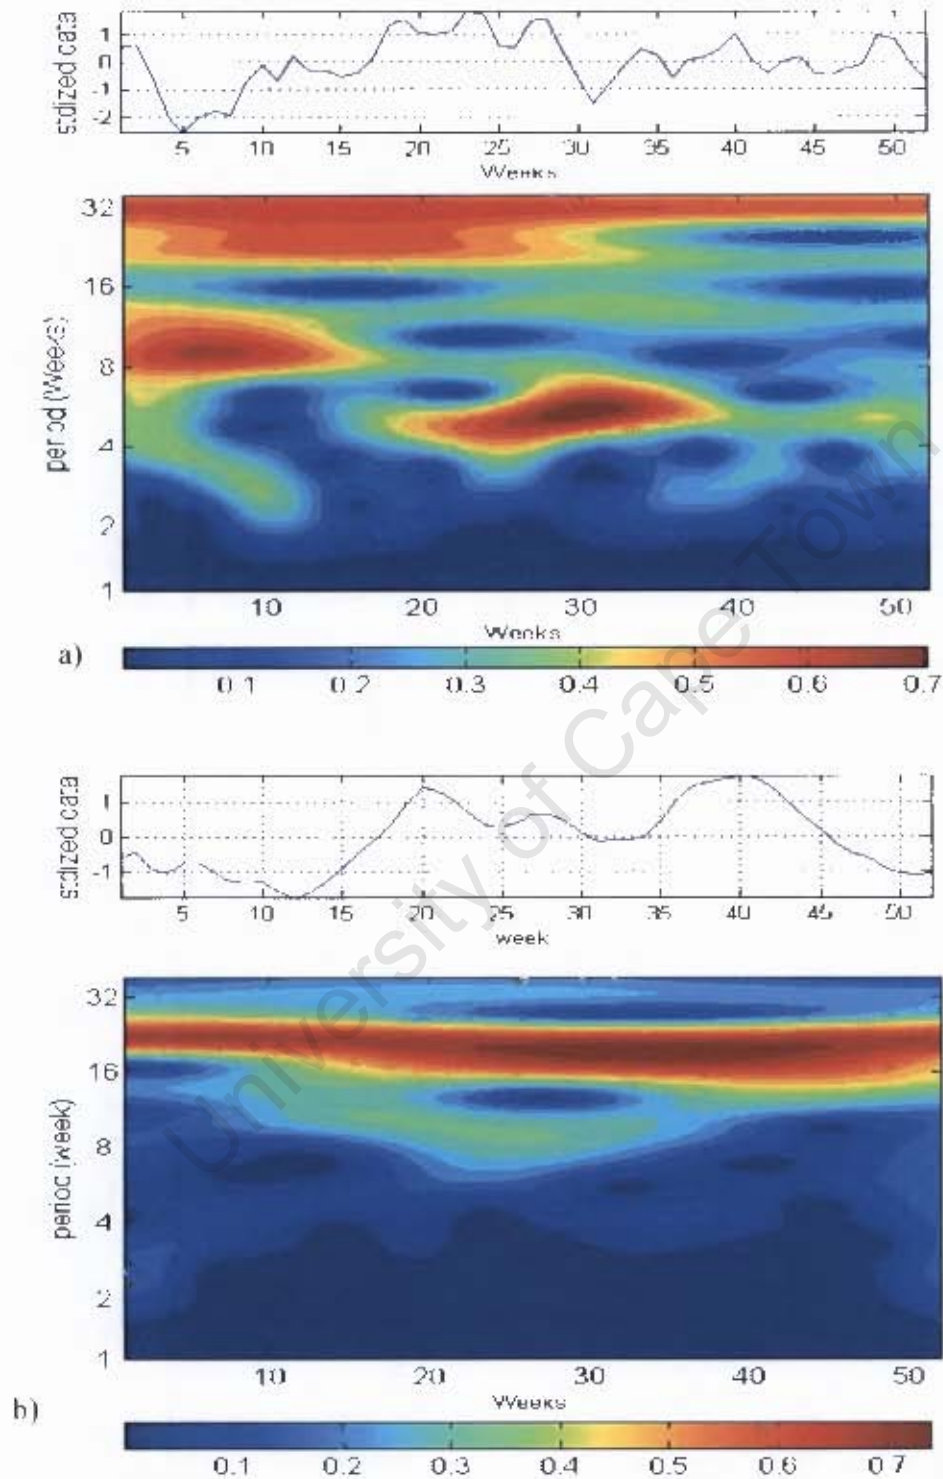 stdized data
1
0
-1
-2
5 10 15 20 25 30 35 40 45 50
Weeks
period (Weeks)
32
16
8
4
2
1
10 20 30 40 50
Weeks
a)
0.1 0.2 0.3 0.4 0.5 0.6 0.7
stdized data
1
0
-1
5 10 15 20 25 30 35 40 45 50
week
period (week)
32
16
8
4
2
1
10 20 30 40 50
Weeks
b)
0.1 0.2 0.3 0.4 0.5 0.6 0.7
University of Cape Town